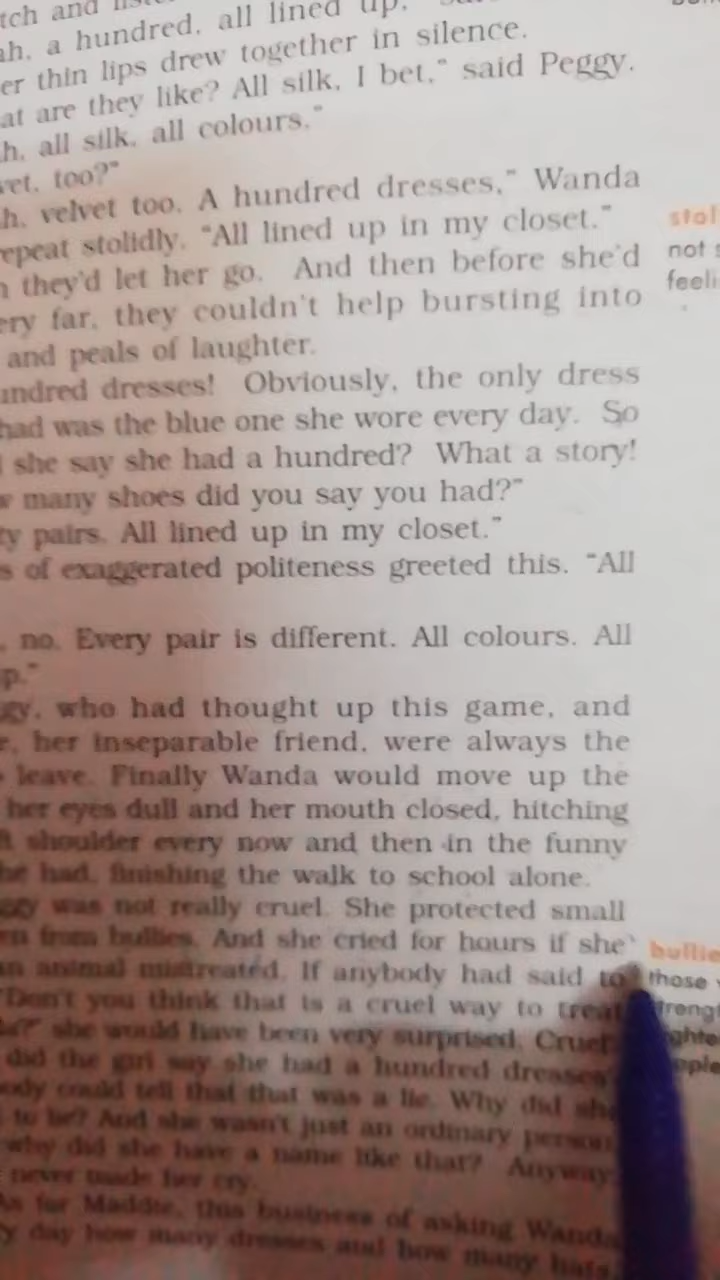 a hundred, all lined up.
thin lips drew together in silence.
at are they like? All silk, I bet," said Peggy.
h, all silk, all colours."
vet, too?"
h, velvet too. A hundred dresses," Wanda
epeat stolidly. "All lined up in my closet."
they'd let her go. And then before she'd
ery far, they couldn't help bursting into
and peals of laughter.
undred dresses! Obviously, the only dress
had was the blue one she wore every day. So
she say she had a hundred? What a story!
w many shoes did you say you had?"
ty pairs. All lined up in my closet."
s of exaggerated politeness greeted this. "All
no. Every pair is different. All colours. All
p."
gy, who had thought up this game, and
e, her inseparable friend, were always the
leave. Finally Wanda would move up the
her eyes dull and her mouth closed, hitching
ft shoulder every now and then in the funny
he had, finishing the walk to school alone.
ggy was not really cruel. She protected small
en from bullies. And she cried for hours if she
an animal mistreated. If anybody had said to
"Don't you think that is a cruel way to treat
she would have been very surprised. Cruel
did the girl say she had a hundred dresses
ody could tell that that was a lie. Why did she
to lie? And she wasn't just an ordinary person
why did she have a name like that? Anyway,
never made her cry.
As for Maddie, this business of asking Wanda
y day how many dresses and how many hats
stol
not s
feeli
bullie
those